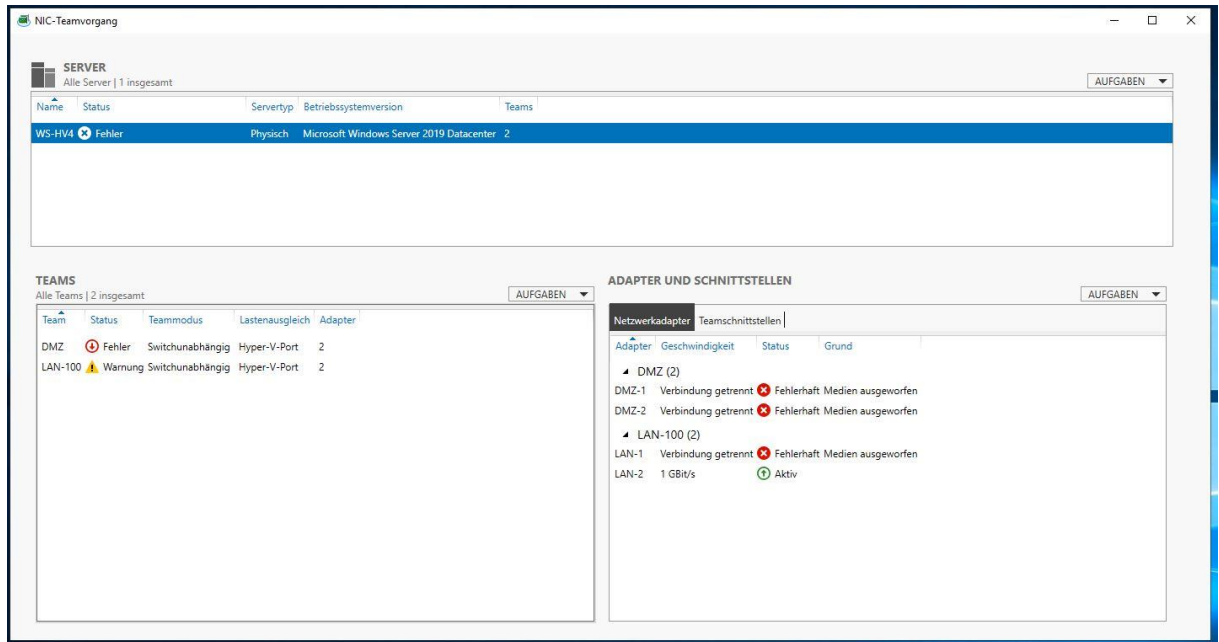 NIC-Teamvorgang
SERVER
Alle Server | 1 insgesamt
AUFGABEN
Name Status Servertyp Betriebssystemversion Teams
WS-HV4 Fehler Physisch Microsoft Windows Server 2019 Datacenter 2
TEAMS
Alle Teams | 2 insgesamt
AUFGABEN
Team Status Teammodus Lastenausgleich Adapter
DMZ Fehler Switchunabhängig Hyper-V-Port 2
LAN-100 Warnung Switchunabhängig Hyper-V-Port 2
ADAPTER UND SCHNITTSTELLEN
AUFGABEN
Netzwerkadapter Teamschnittstellen
Adapter Geschwindigkeit Status Grund
DMZ (2)
DMZ-1 Verbindung getrennt Fehlerhaft Medien ausgeworfen
DMZ-2 Verbindung getrennt Fehlerhaft Medien ausgeworfen
LAN-100 (2)
LAN-1 Verbindung getrennt Fehlerhaft Medien ausgeworfen
LAN-2 1 GBit/s Aktiv